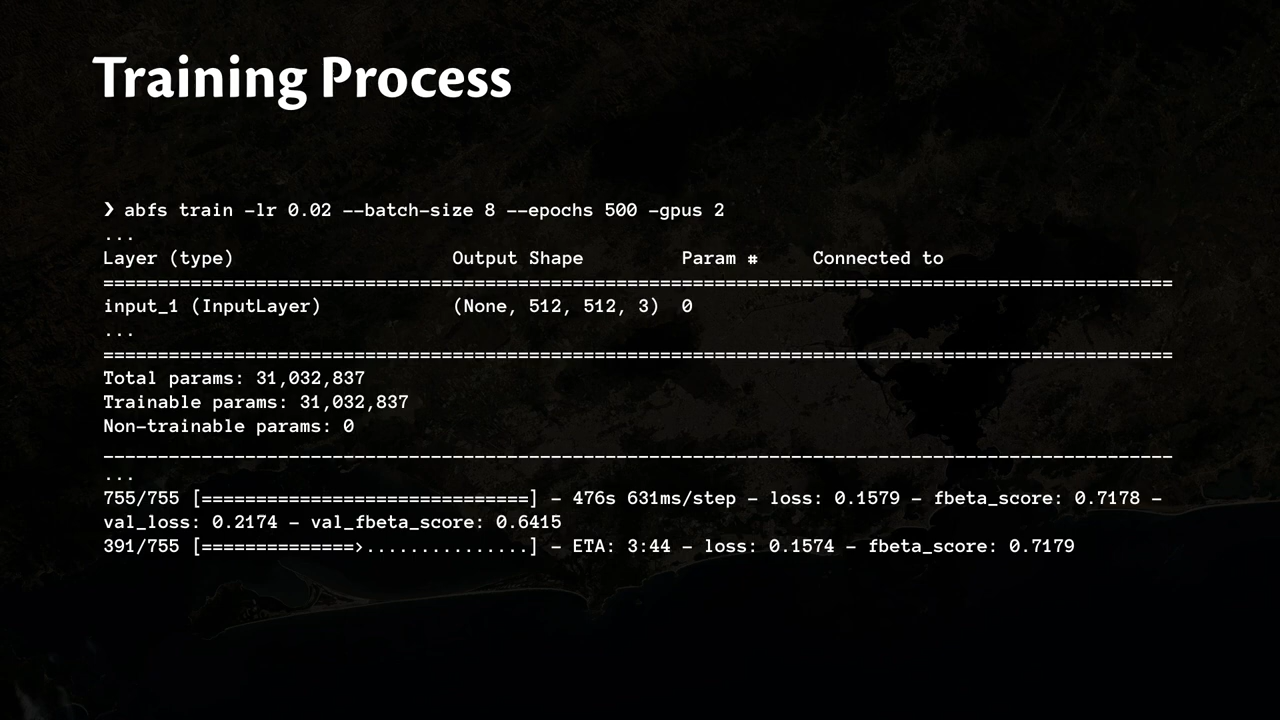 Training Process
❯ abfs train -lr 0.02 --batch-size 8 --epochs 500 -gpus 2
...
Layer (type)                    Output Shape         Param #     Connected to
==================================================================================================
input_1 (InputLayer)            (None, 512, 512, 3)  0
...
==================================================================================================
Total params: 31,032,837
Trainable params: 31,032,837
Non-trainable params: 0
__________________________________________________________________________________________________
...
755/755 [==============================] - 476s 631ms/step - loss: 0.1579 - fbeta_score: 0.7178 -
val_loss: 0.2174 - val_fbeta_score: 0.6415
391/755 [==============>...............] - ETA: 3:44 - loss: 0.1574 - fbeta_score: 0.7179